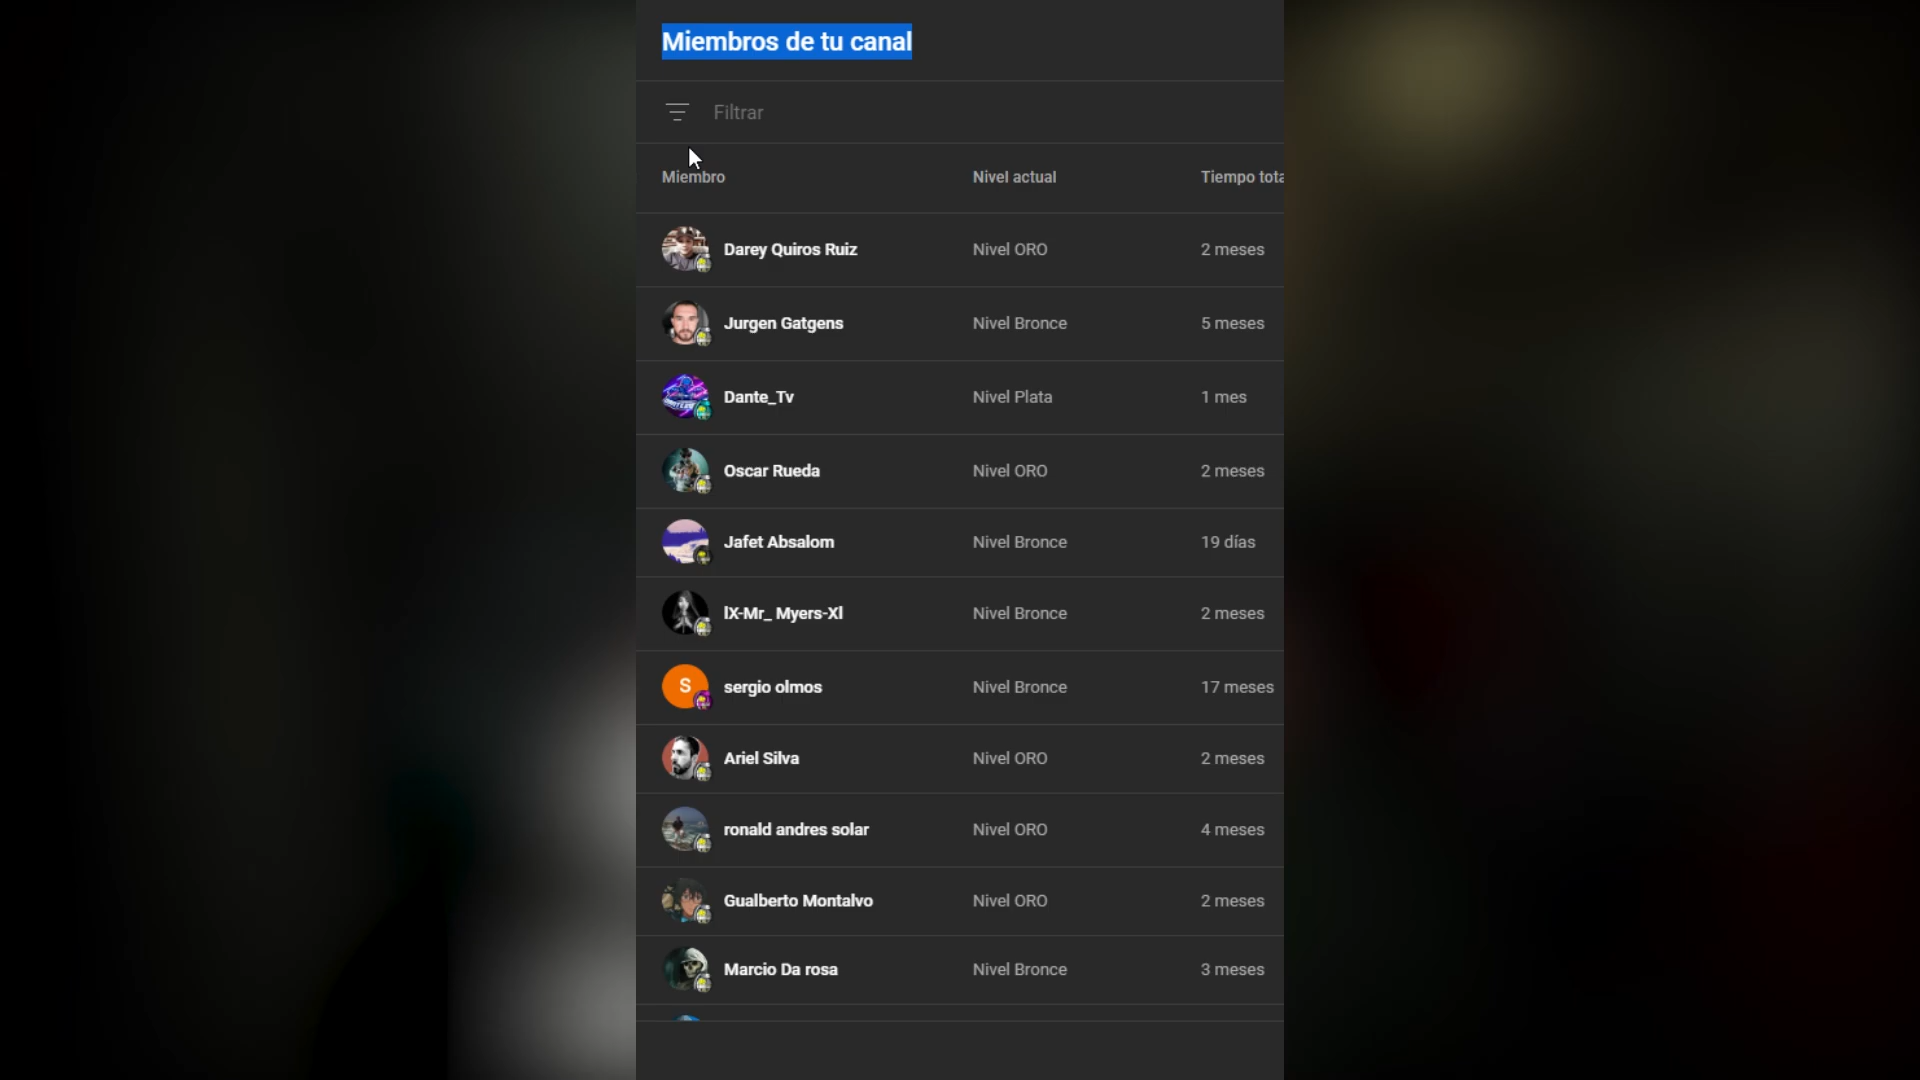 Miembros de tu canal
Filtrar
Miembro Nivel actual Tiempo tota
Darey Quiros Ruiz Nivel ORO 2 meses
Jurgen Gatgens Nivel Bronce 5 meses
Dante_Tv Nivel Plata 1 mes
Oscar Rueda Nivel ORO 2 meses
Jafet Absalom Nivel Bronce 19 días
lX-Mr_ Myers-Xl Nivel Bronce 2 meses
S sergio olmos Nivel Bronce 17 meses
Ariel Silva Nivel ORO 2 meses
ronald andres solar Nivel ORO 4 meses
Gualberto Montalvo Nivel ORO 2 meses
Marcio Da rosa Nivel Bronce 3 meses